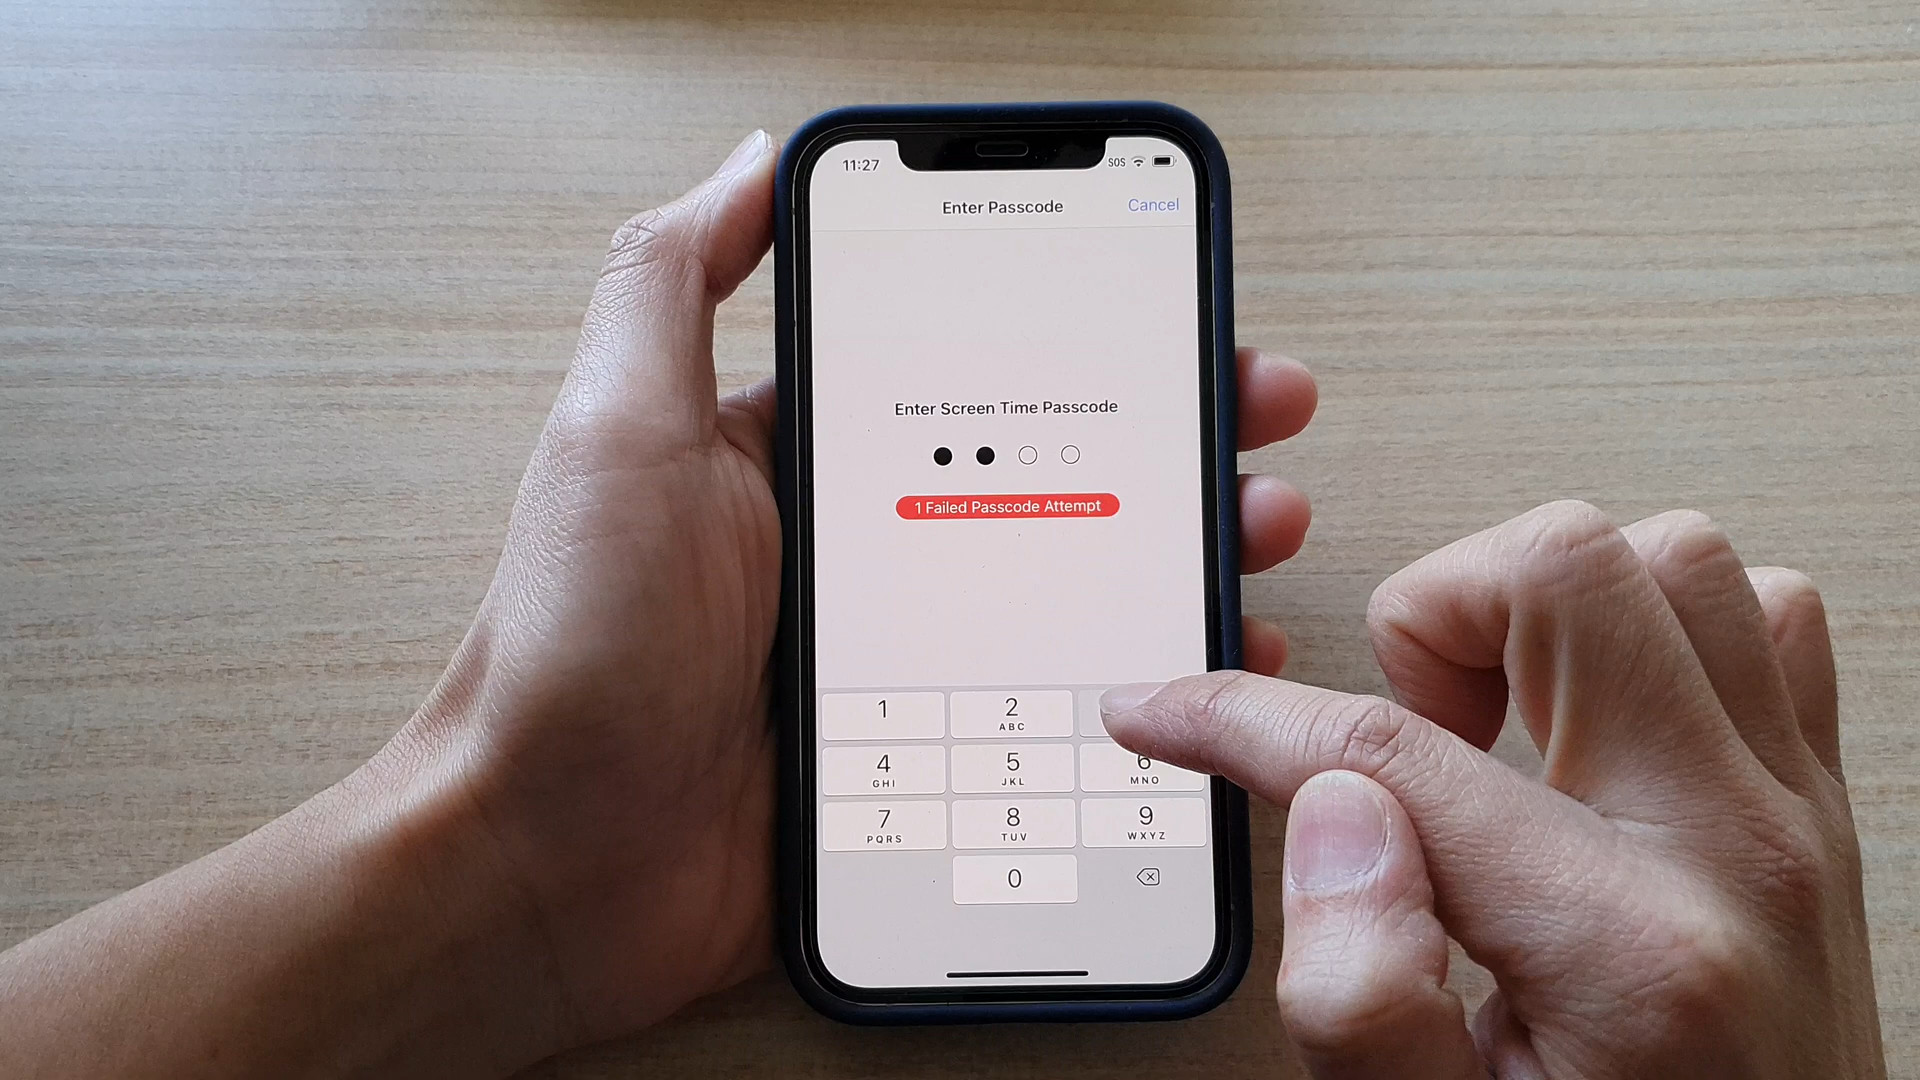 11:27
SOS
Enter Passcode
Cancel
Enter Screen Time Passcode
1 Failed Passcode Attempt
1
2
ABC
4
GHI
5
JKL
6
MNO
7
PQRS
8
TUV
9
WXYZ
0